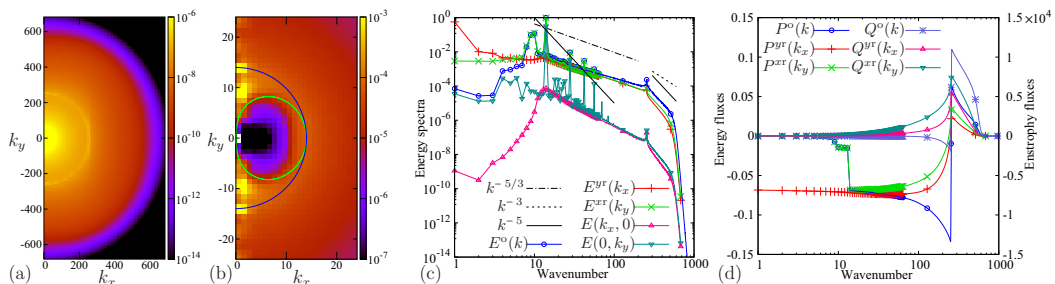 600
400
200
0
-200
-400
-600
k_y
0
200
400
600
k_x
(a)
10^{-6}
10^{-8}
10^{-10}
10^{-12}
10^{-14}
20
10
0
-10
-20
k_y
0
10
20
k_x
(b)
10^{-3}
10^{-4}
10^{-5}
10^{-6}
10^{-7}
Energy spectra
10^{0}
10^{-2}
10^{-4}
10^{-6}
10^{-8}
10^{-10}
10^{-12}
10^{-14}
k^{-5/3}
k^{-3}
k^{-5}
E^{o}(k)
E^{yr}(k_x)
E^{xr}(k_y)
E(k_x, 0)
E(0, k_y)
1
10
100
1000
Wavenumber
(c)
Energy fluxes
0.15
0.1
0.05
0
-0.05
-0.1
-0.15
P^{o}(k)
P^{yr}(k_x)
P^{xr}(k_y)
Q^{o}(k)
Q^{yr}(k_x)
Q^{xr}(k_y)
1
10
100
1000
Wavenumber
(d)
1.5×10^{4}
1
0.5
0
-0.5
-1
-1.5
Enstrophy fluxes